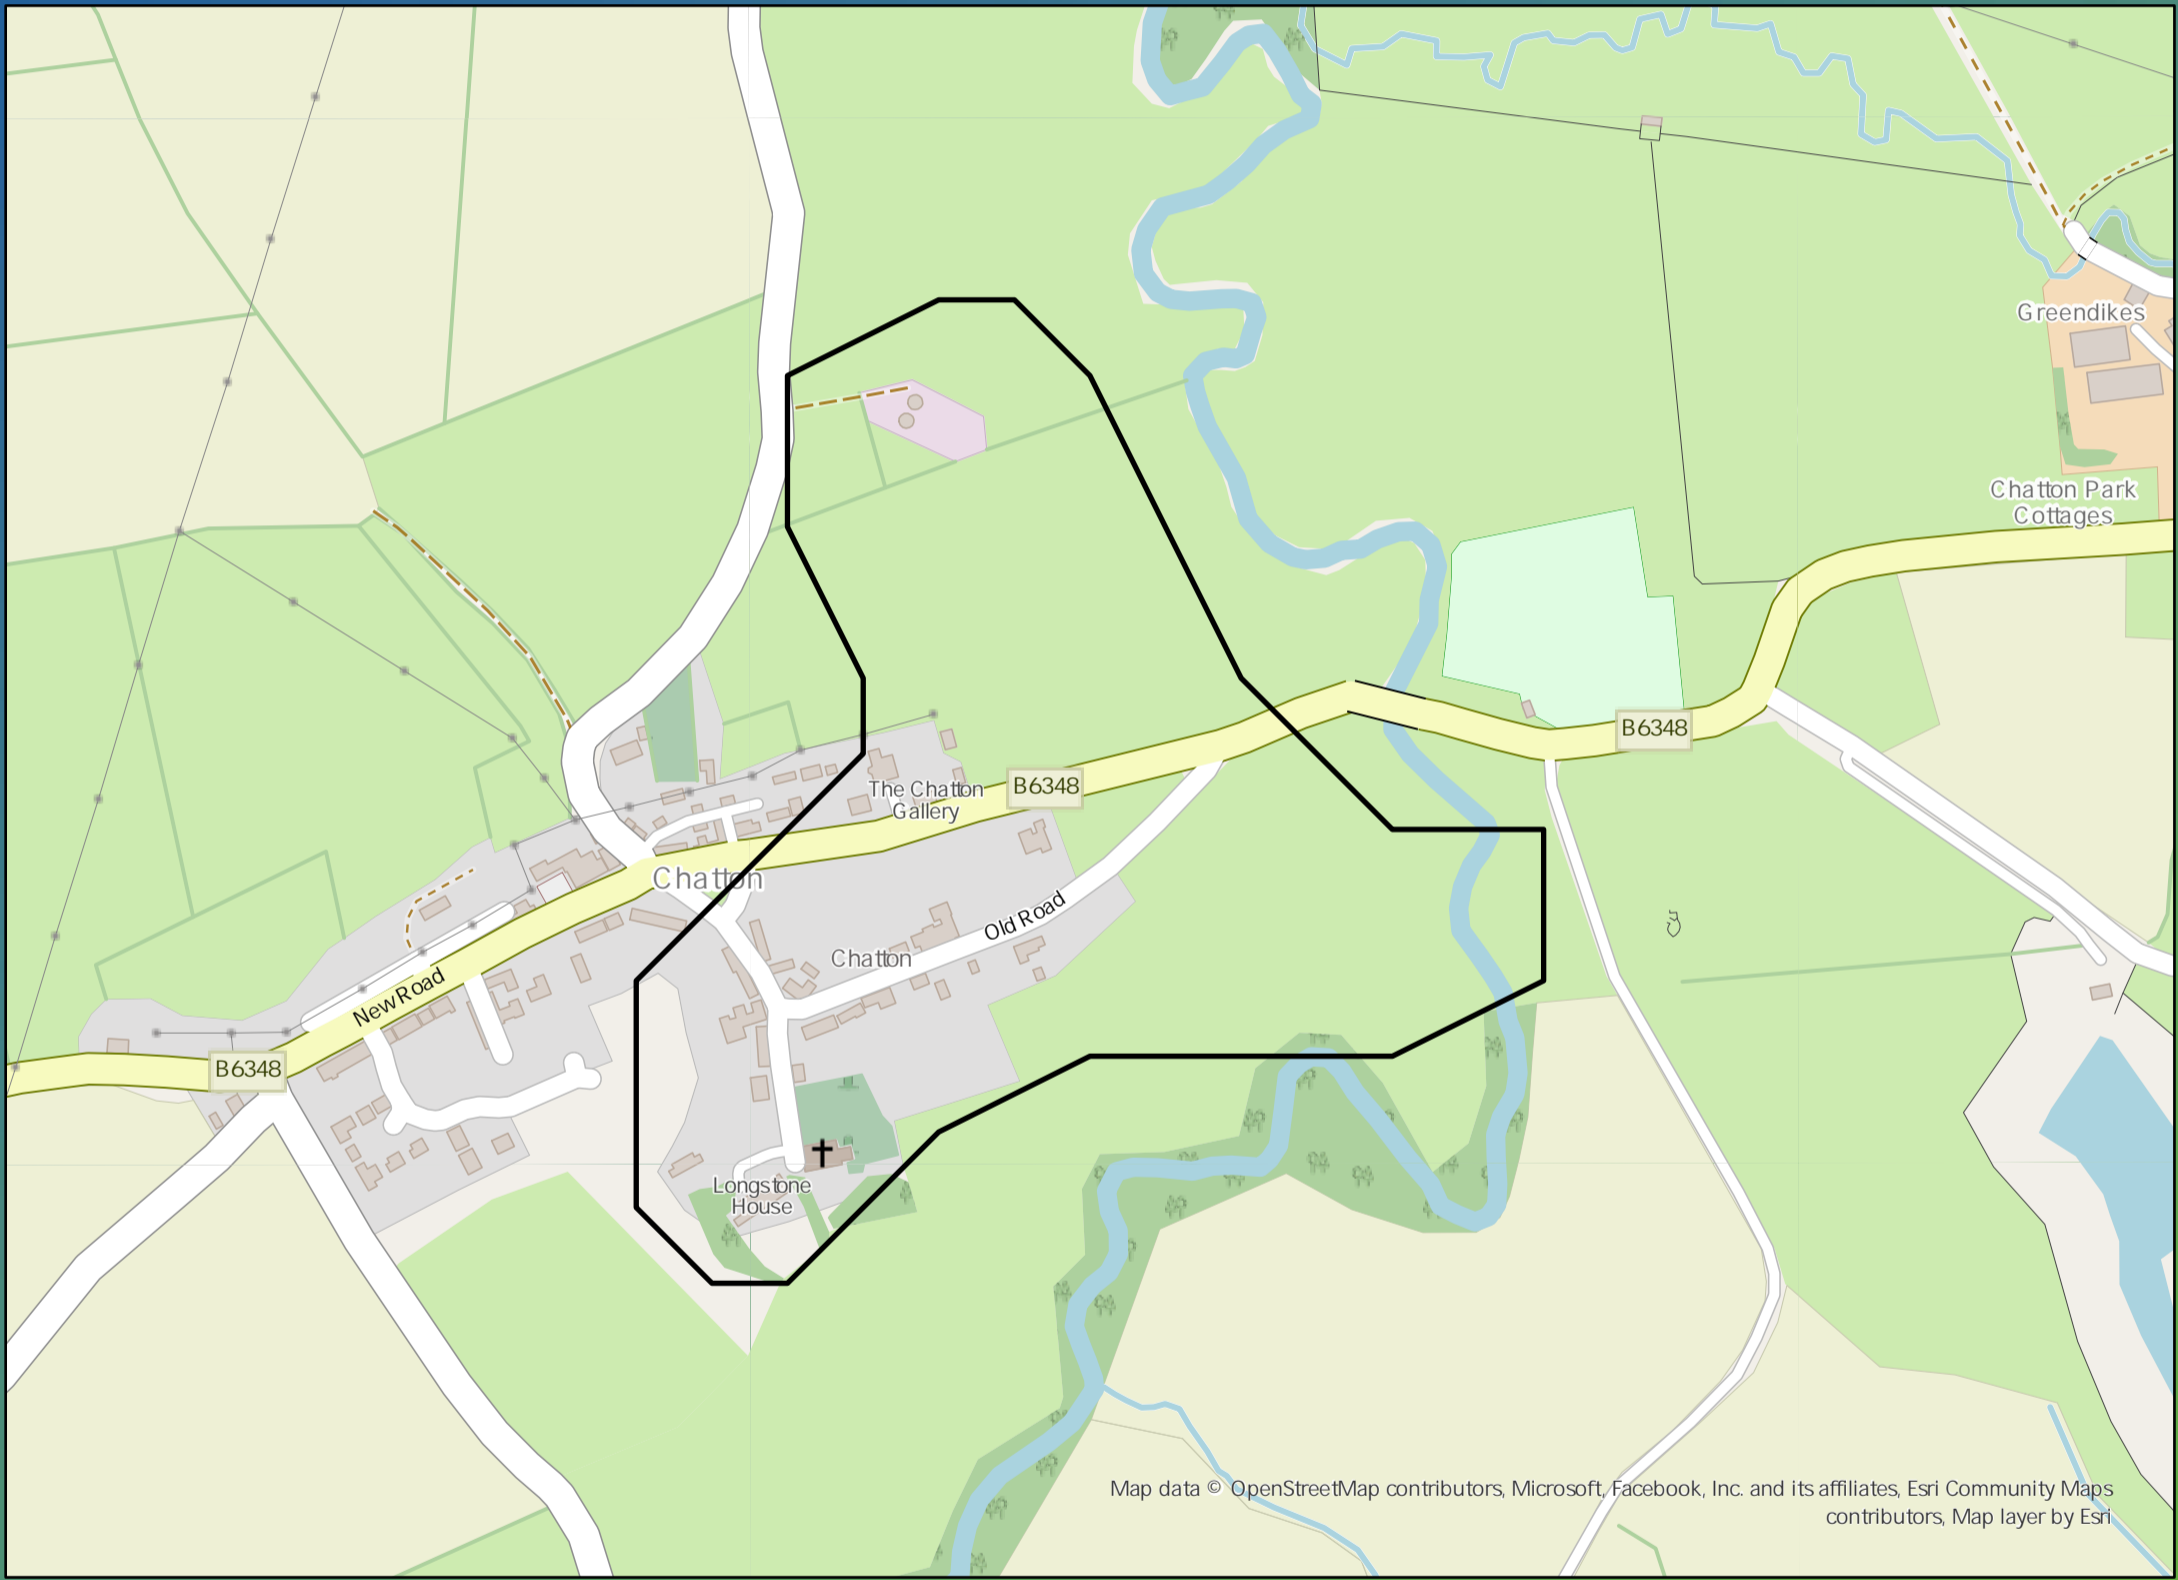 Greendikes
Chatton Park
Cottages
B6348
The Chatton
Gallery
B6348
Chatton
Old Road
Chatton
New Road
B6348
Longstone
House
Map data © OpenStreetMap contributors, Microsoft, Facebook, Inc. and its affiliates, Esri Community Maps
contributors, Map layer by Esri